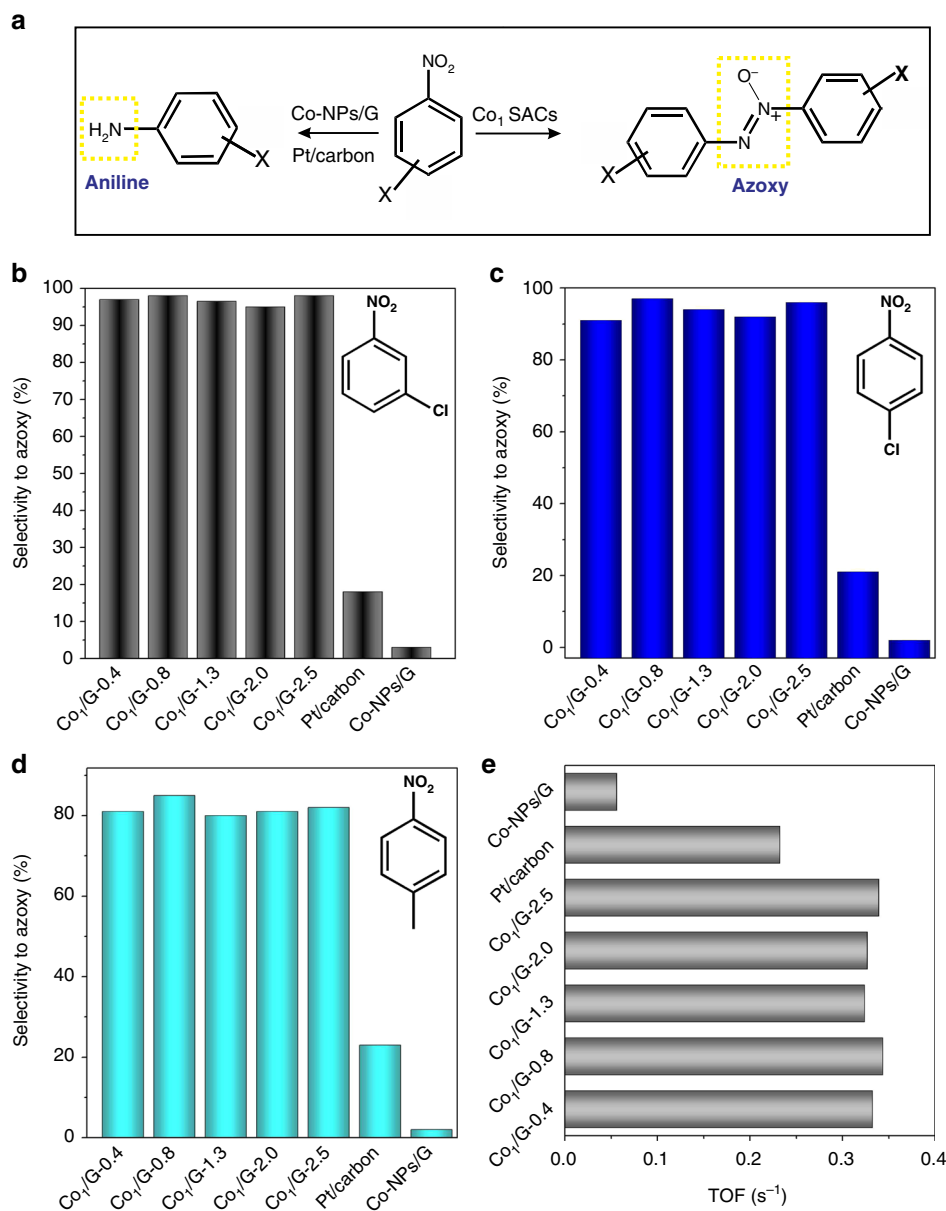 a
NO₂
O⁻
X
H₂N
Co-NPs/G
Pt/carbon
Co₁ SACs
N+
N
X
X
X
Aniline
Azoxy
b
Selectivity to azoxy (%)
100
90
80
70
60
50
40
30
20
10
0
NO₂
Cl
Co₁/G-0.4
Co₁/G-0.8
Co₁/G-1.3
Co₁/G-2.0
Co₁/G-2.5
Pt/carbon
Co-NPs/G
c
Selectivity to azoxy (%)
100
80
60
40
20
0
NO₂
Cl
Co₁/G-0.4
Co₁/G-0.8
Co₁/G-1.3
Co₁/G-2.0
Co₁/G-2.5
Pt/carbon
Co-NPs/G
d
Selectivity to azoxy (%)
80
60
40
20
0
NO₂
Co₁/G-0.4
Co₁/G-0.8
Co₁/G-1.3
Co₁/G-2.0
Co₁/G-2.5
Pt/carbon
Co-NPs/G
e
Co-NPs/G
Pt/carbon
Co₁/G-2.5
Co₁/G-2.0
Co₁/G-1.3
Co₁/G-0.8
Co₁/G-0.4
0.0 0.1 0.2 0.3 0.4
TOF (s⁻¹)